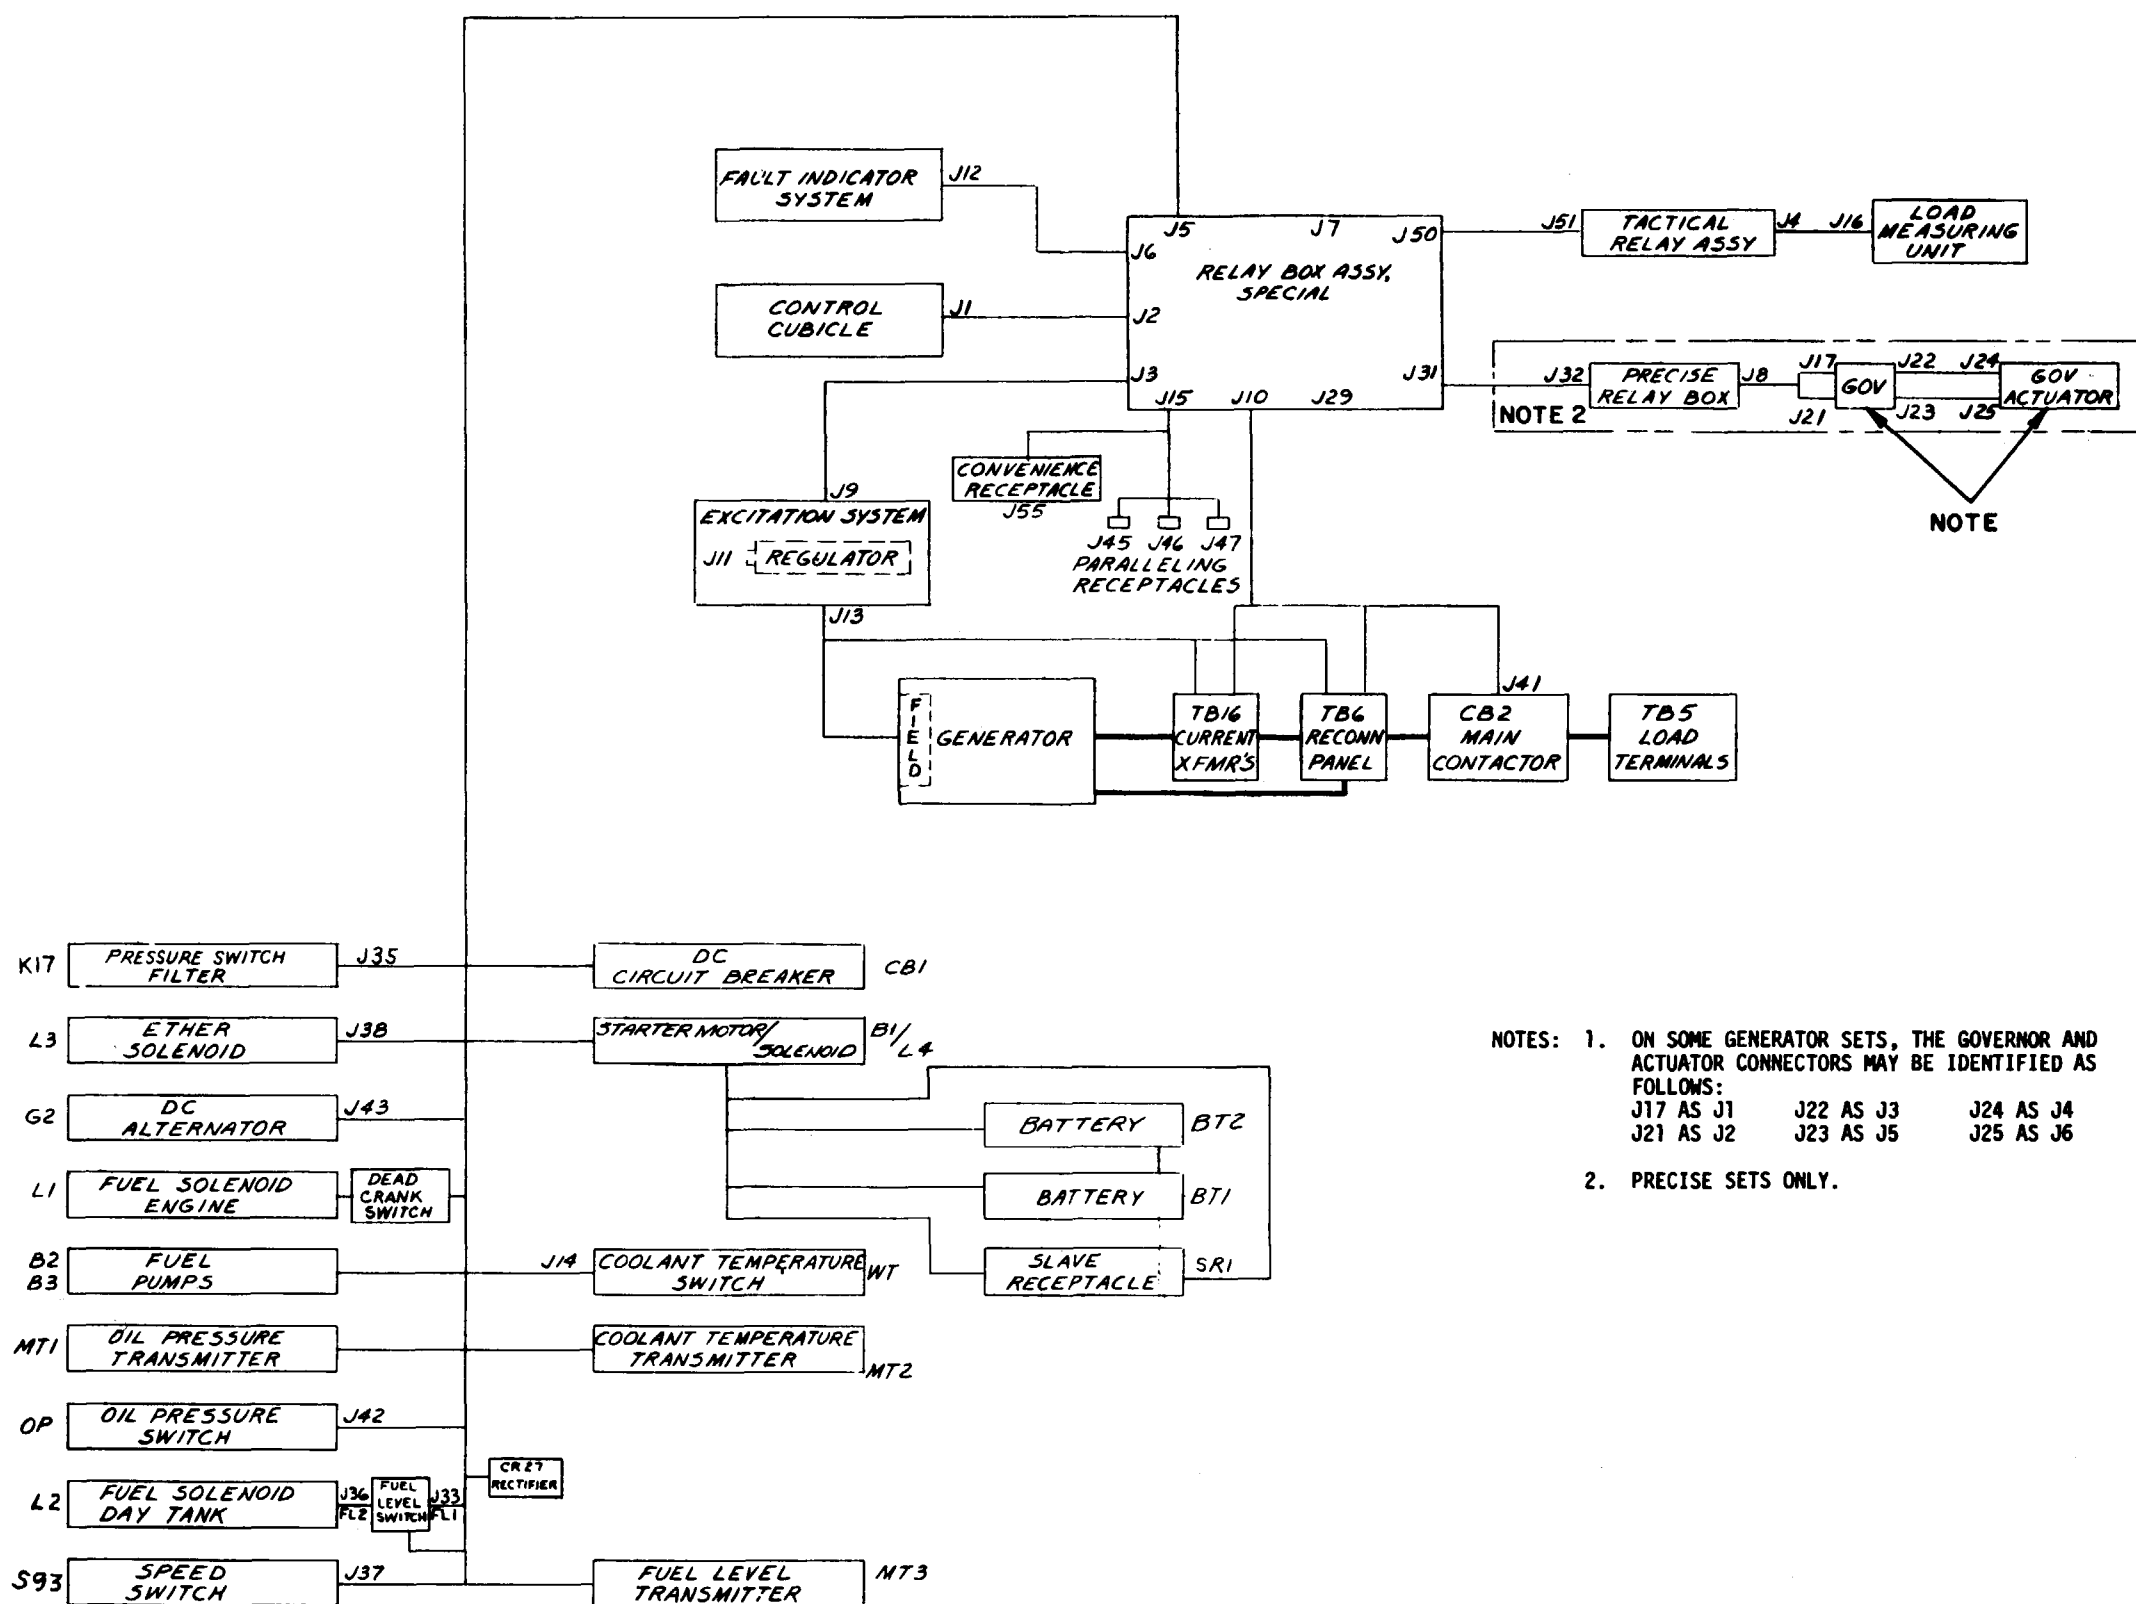 FAULT INDICATOR
SYSTEM
J12
CONTROL
CUBICLE
J1
J5
J7
J50
J6
RELAY BOX ASSY,
SPECIAL
J2
J3
J31
J15
J10
J29
J51
TACTICAL
RELAY ASSY
J4
J16
LOAD
MEASURING
UNIT
J32
PRECISE
RELAY BOX
J8
J17
J21
GOV
J22
J24
J23
J25
GOV
ACTUATOR
NOTE 2
NOTE
CONVENIENCE
RECEPTACLE
J55
J45 J46 J47
PARALLELING
RECEPTACLES
J9
EXCITATION SYSTEM
J11
REGULATOR
J13
FIELD
GENERATOR
TB16
CURRENT
XFMR'S
TB6
RECONN
PANEL
J41
CB2
MAIN
CONTACTOR
TB5
LOAD
TERMINALS
K17
PRESSURE SWITCH
FILTER
J35
DC
CIRCUIT BREAKER
CB1
L3
ETHER
SOLENOID
J38
STARTER MOTOR/
SOLENOID
B1/
L4
G2
DC
ALTERNATOR
J43
BATTERY
BT2
L1
FUEL SOLENOID
ENGINE
DEAD
CRANK
SWITCH
BATTERY
BT1
B2
B3
FUEL
PUMPS
J14
COOLANT TEMPERATURE
SWITCH
WT
SLAVE
RECEPTACLE
SR1
MT1
OIL PRESSURE
TRANSMITTER
COOLANT TEMPERATURE
TRANSMITTER
MT2
OP
OIL PRESSURE
SWITCH
J42
CR27
RECTIFIER
L2
FUEL SOLENOID
DAY TANK
J36
FL2
FUEL
LEVEL
SWITCH
J33
FL1
S93
SPEED
SWITCH
J37
FUEL LEVEL
TRANSMITTER
MT3
NOTES: 1. ON SOME GENERATOR SETS, THE GOVERNOR AND
ACTUATOR CONNECTORS MAY BE IDENTIFIED AS
FOLLOWS:
J17 AS J1 J22 AS J3 J24 AS J4
J21 AS J2 J23 AS J5 J25 AS J6
2. PRECISE SETS ONLY.